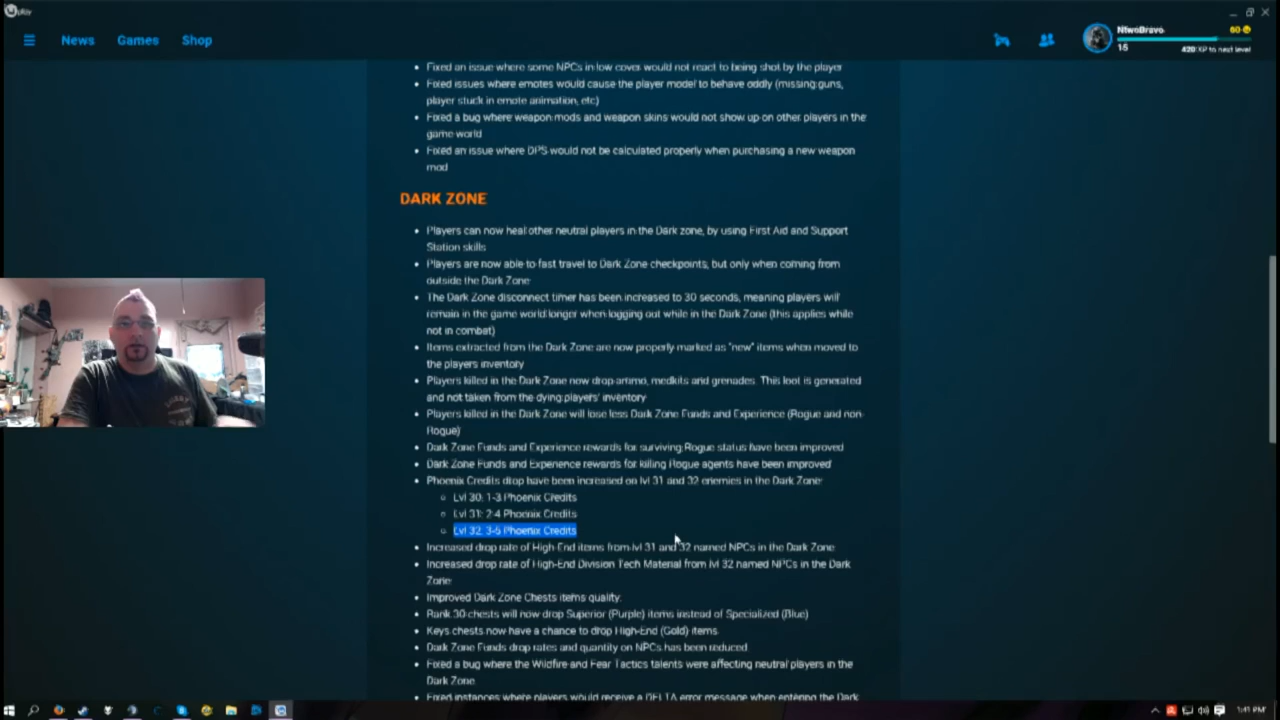 uplay
News Games Shop
NtwoBravo 60
15 420 XP to next level
Fixed an issue where some NPCs in low cover would not react to being shot by the player
Fixed issues where emotes would cause the player model to behave oddly (missing guns,
player stuck in emote animation, etc)
Fixed a bug where weapon mods and weapon skins would not show up on other players in the
game world
Fixed an issue where DPS would not be calculated properly when purchasing a new weapon
mod
DARK ZONE
Players can now heal other neutral players in the Dark zone, by using First Aid and Support
Station skills
Players are now able to fast travel to Dark Zone checkpoints, but only when coming from
outside the Dark Zone
The Dark Zone disconnect timer has been increased to 30 seconds, meaning players will
remain in the game world longer when logging out while in the Dark Zone (this applies while
not in combat)
Items extracted from the Dark Zone are now properly marked as "new" items when moved to
the players inventory
Players killed in the Dark Zone now drop ammo, medkits and grenades. This loot is generated
and not taken from the dying players' inventory
Players killed in the Dark Zone will lose less Dark Zone Funds and Experience (Rogue and non-
Rogue)
Dark Zone Funds and Experience rewards for surviving Rogue status have been improved
Dark Zone Funds and Experience rewards for killing Rogue agents have been improved
Phoenix Credits drop have been increased on lvl 31 and 32 enemies in the Dark Zone:
Lvl 30: 1-3 Phoenix Credits
Lvl 31: 2-4 Phoenix Credits
Lvl 32: 3-5 Phoenix Credits
Increased drop rate of High-End items from lvl 31 and 32 named NPCs in the Dark Zone
Increased drop rate of High-End Division Tech Material from lvl 32 named NPCs in the Dark
Zone.
Improved Dark Zone Chests items quality.
Rank 30 chests will now drop Superior (Purple) items instead of Specialized (Blue)
Keys chests now have a chance to drop High-End (Gold) items.
Dark Zone Funds drop rates and quantity on NPCs has been reduced
Fixed a bug where the Wildfire and Fear Tactics talents were affecting neutral players in the
Dark Zone.
Fixed instances where players would receive a DELTA error message when entering the Dark
1:41 PM